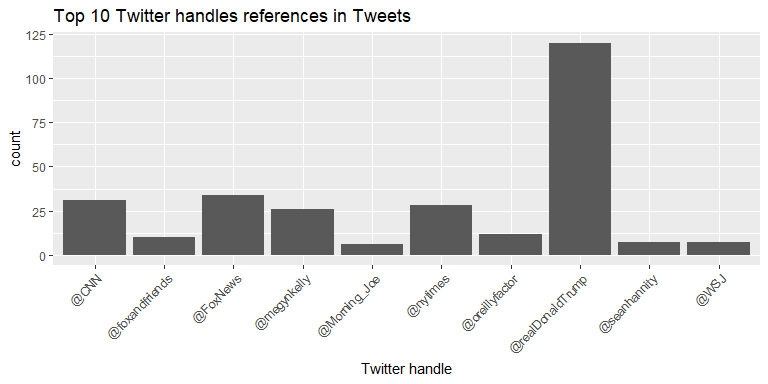 Top 10 Twitter handles references in Tweets
count
125
100
75
50
25
0
@CNN
@foxandfriends
@FoxNews
@megynkelly
@Morning_Joe
@nytimes
@oreillyfactor
@realDonaldTrump
@seanhannity
@WSJ
Twitter handle